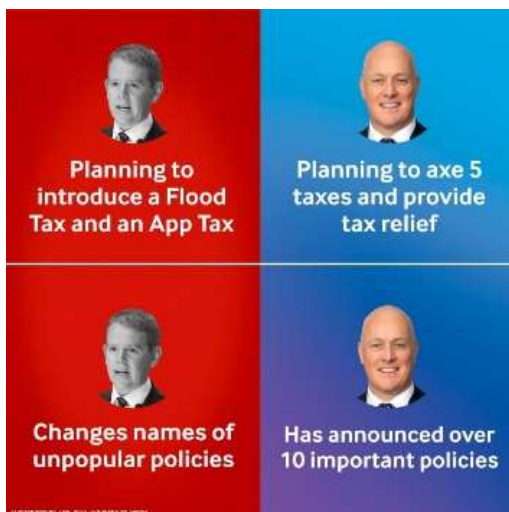 Planning to
introduce a Flood
Tax and an App Tax
Planning to axe 5
taxes and provide
tax relief
Changes names of
unpopular policies
Has announced over
10 important policies